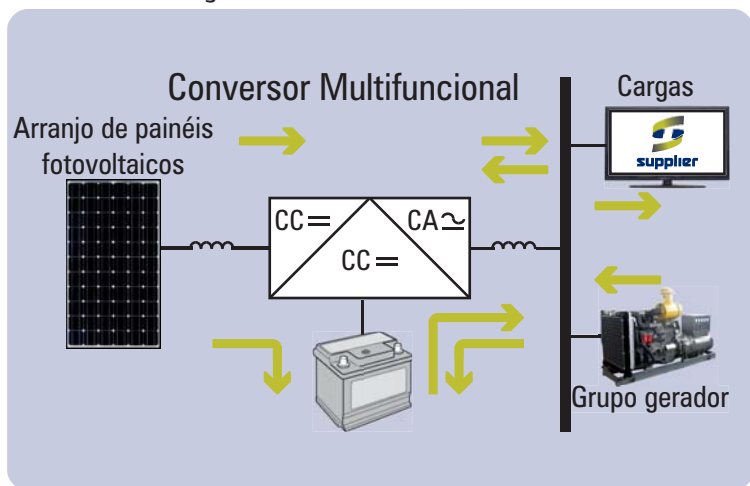 Conversor Multifuncional
Cargas
Arranjo de painéis
fotovoltaicos
supplier
CC
CA
CC
Grupo gerador